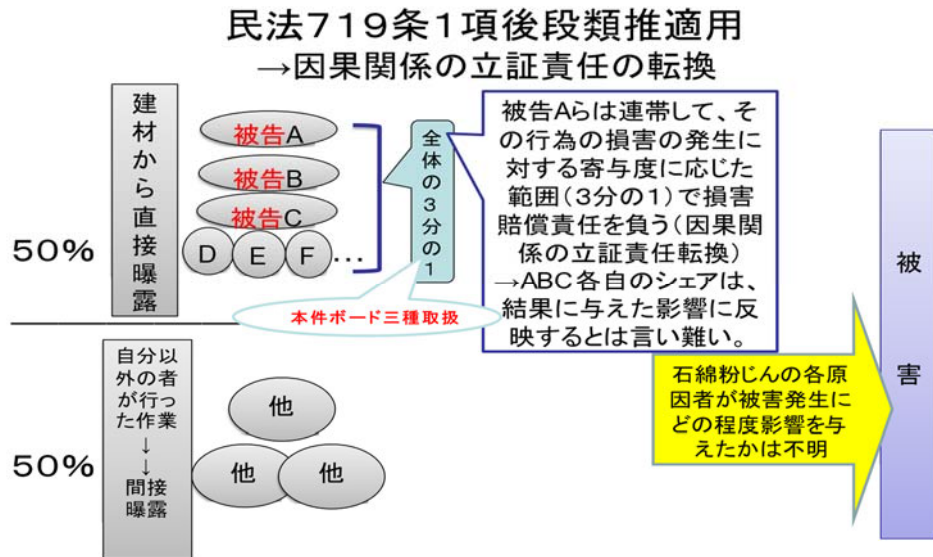 民法719条1項後段類推適用
→因果関係の立証責任の転換
建材から直接曝露
50%
被告A
被告B
被告C
D E F …
全体の3分の1
本件ボード三種取扱
被告Aらは連帯して、そ
の行為の損害の発生に
対する寄与度に応じた
範囲(3分の1)で損害
賠償責任を負う(因果関
係の立証責任転換)
→ABC各自のシェアは、
結果に与えた影響に反
映するとは言い難い。
自分以
外の者
が行っ
た作業
↓
↓
間接
曝露
50%
他
他
他
石綿粉じんの各原
因者が被害発生に
どの程度影響を与
えたかは不明
被害